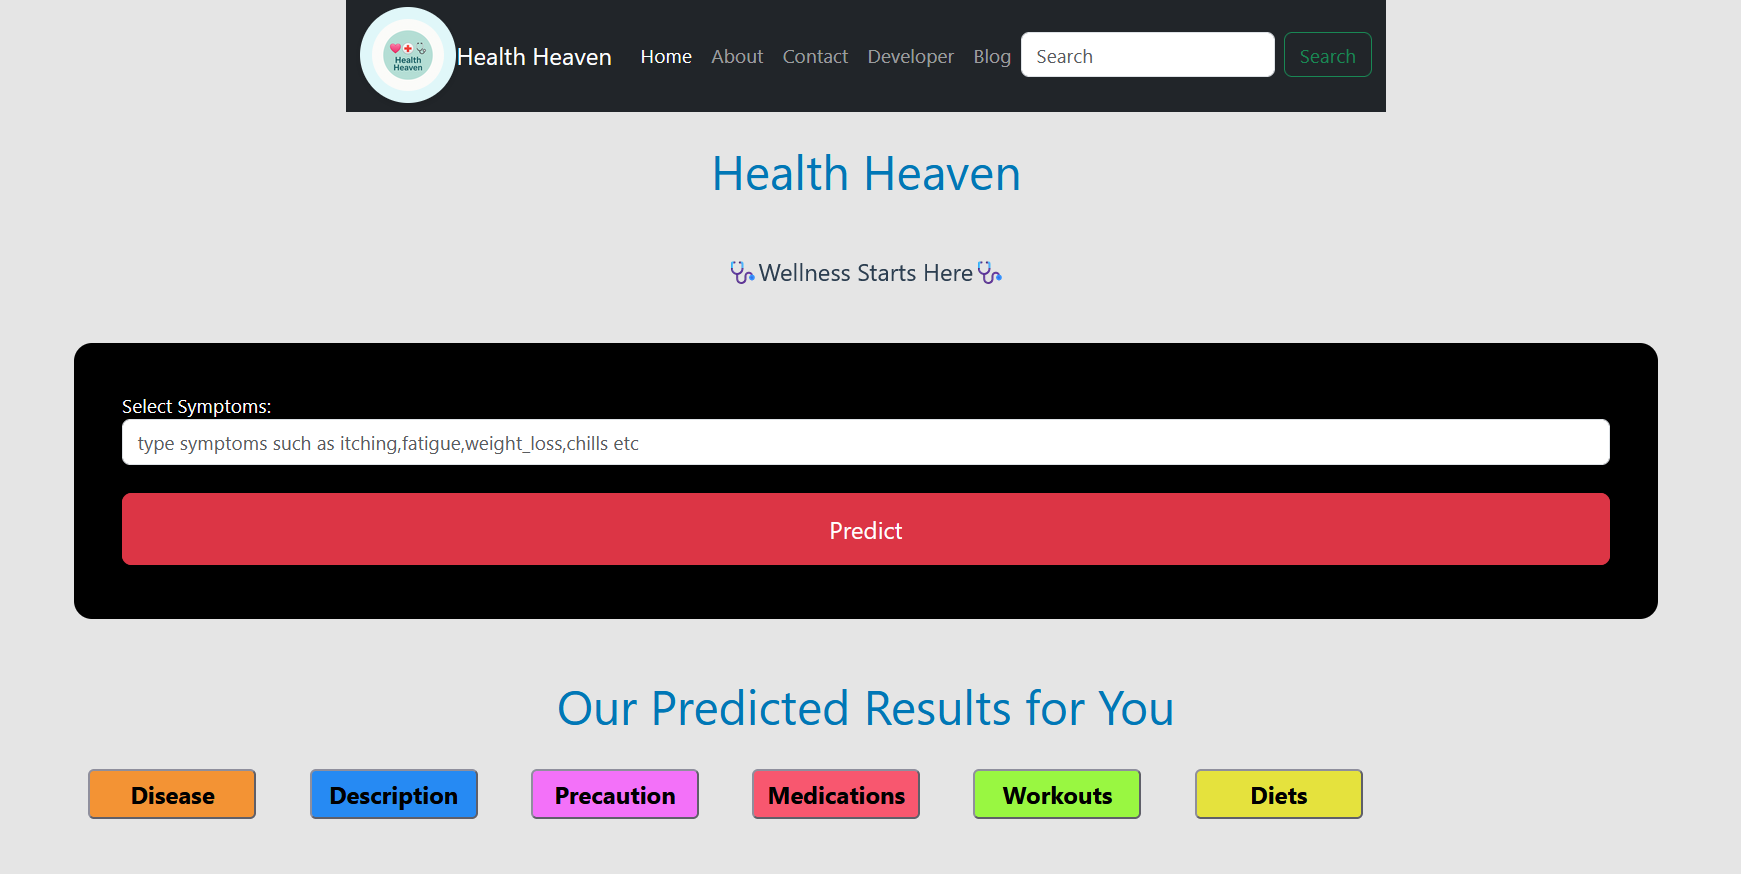 Health
Heaven
Health Heaven Home About Contact Developer Blog Search Search
Health Heaven
Wellness Starts Here
Select Symptoms:
type symptoms such as itching,fatigue,weight_loss,chills etc
Predict
Our Predicted Results for You
Disease Description Precaution Medications Workouts Diets